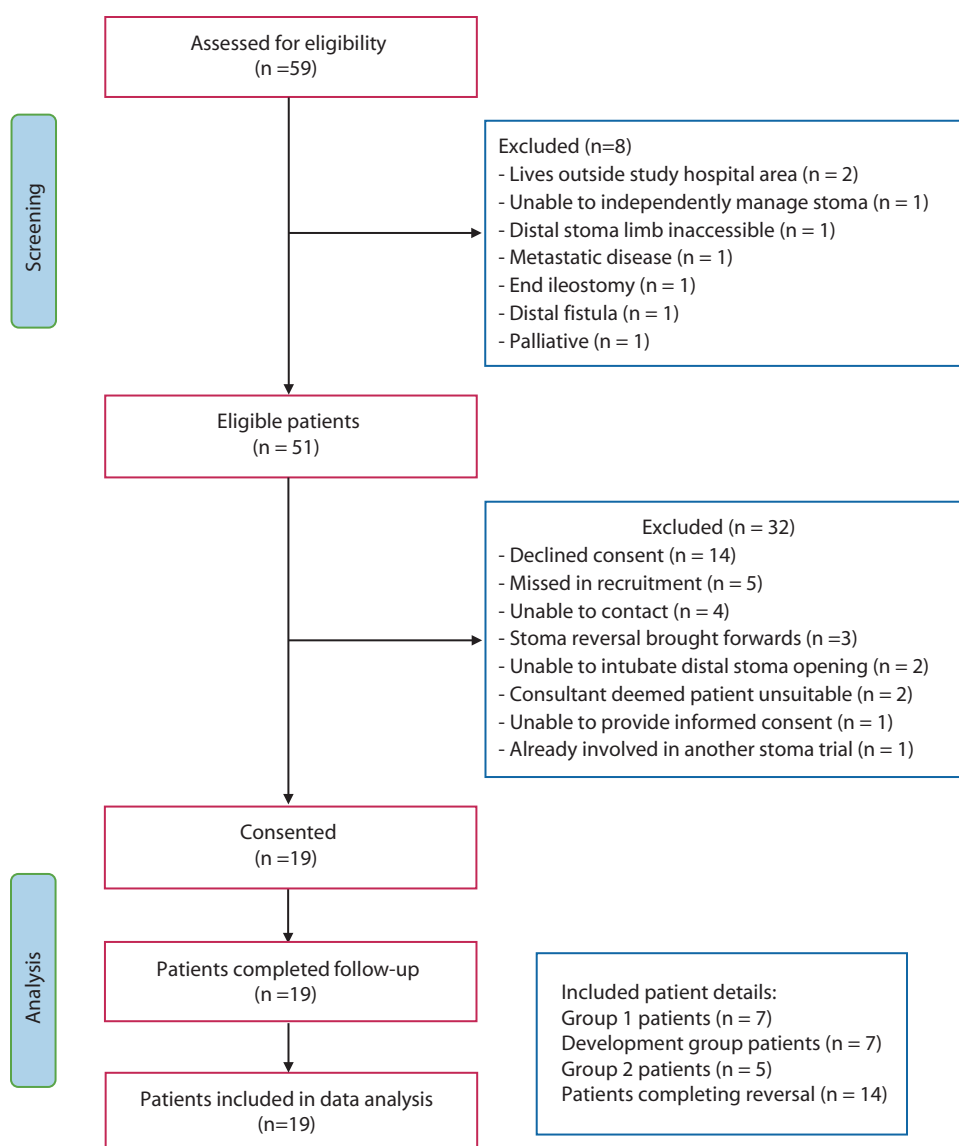 Assessed for eligibility
(n =59)
Screening
Excluded (n=8)
- Lives outside study hospital area (n = 2)
- Unable to independently manage stoma (n = 1)
- Distal stoma limb inaccessible (n = 1)
- Metastatic disease (n = 1)
- End ileostomy (n = 1)
- Distal fistula (n = 1)
- Palliative (n = 1)
Eligible patients
(n = 51)
Excluded (n = 32)
- Declined consent (n = 14)
- Missed in recruitment (n = 5)
- Unable to contact (n = 4)
- Stoma reversal brought forwards (n =3)
- Unable to intubate distal stoma opening (n = 2)
- Consultant deemed patient unsuitable (n = 2)
- Unable to provide informed consent (n = 1)
- Already involved in another stoma trial (n = 1)
Consented
(n =19)
Analysis
Patients completed follow-up
(n =19)
Included patient details:
Group 1 patients (n = 7)
Development group patients (n = 7)
Group 2 patients (n = 5)
Patients completing reversal (n = 14)
Patients included in data analysis
(n=19)